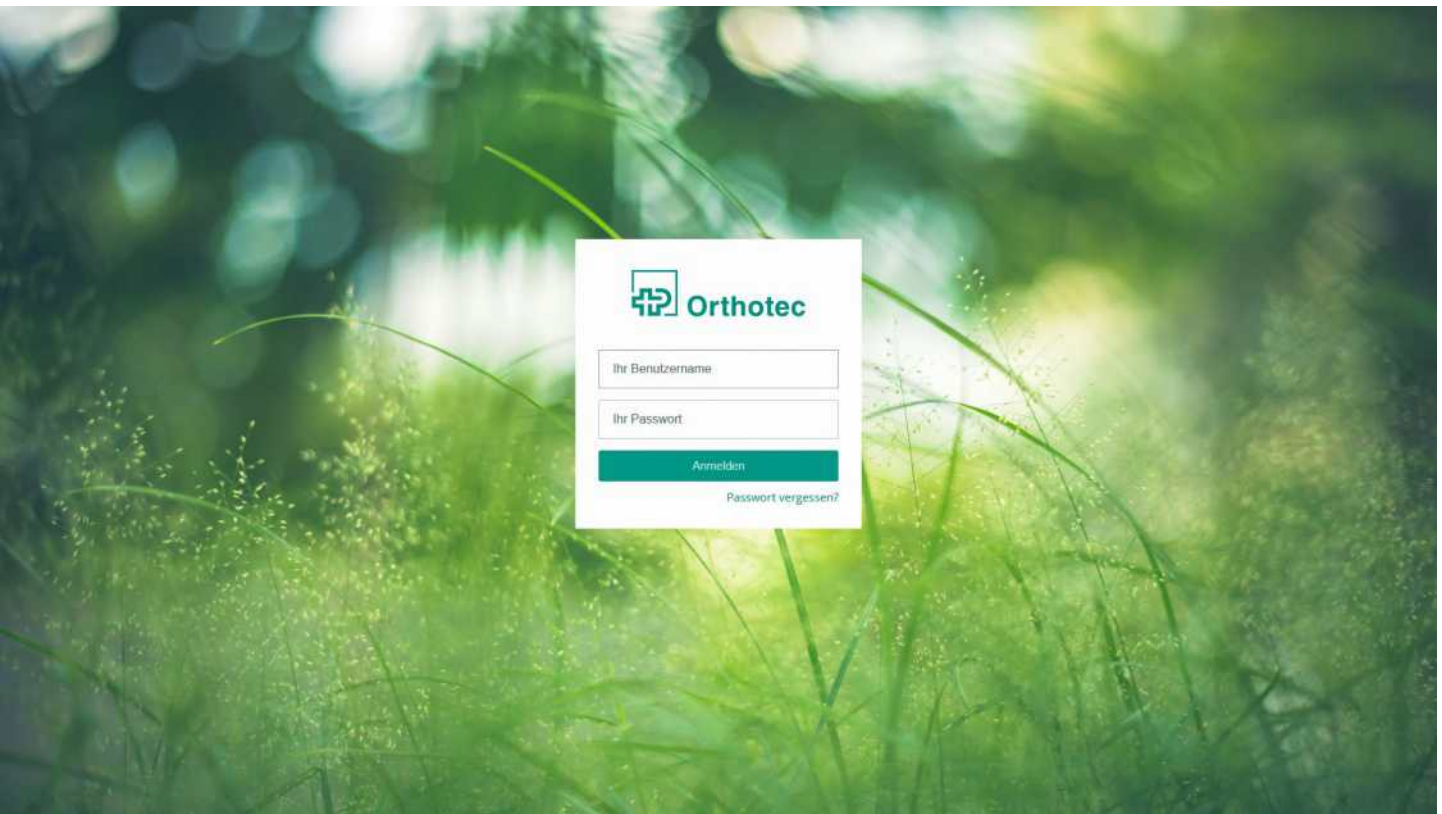 Orthotec
Ihr Benutzername
Ihr Passwort
Anmelden
Passwort vergessen?